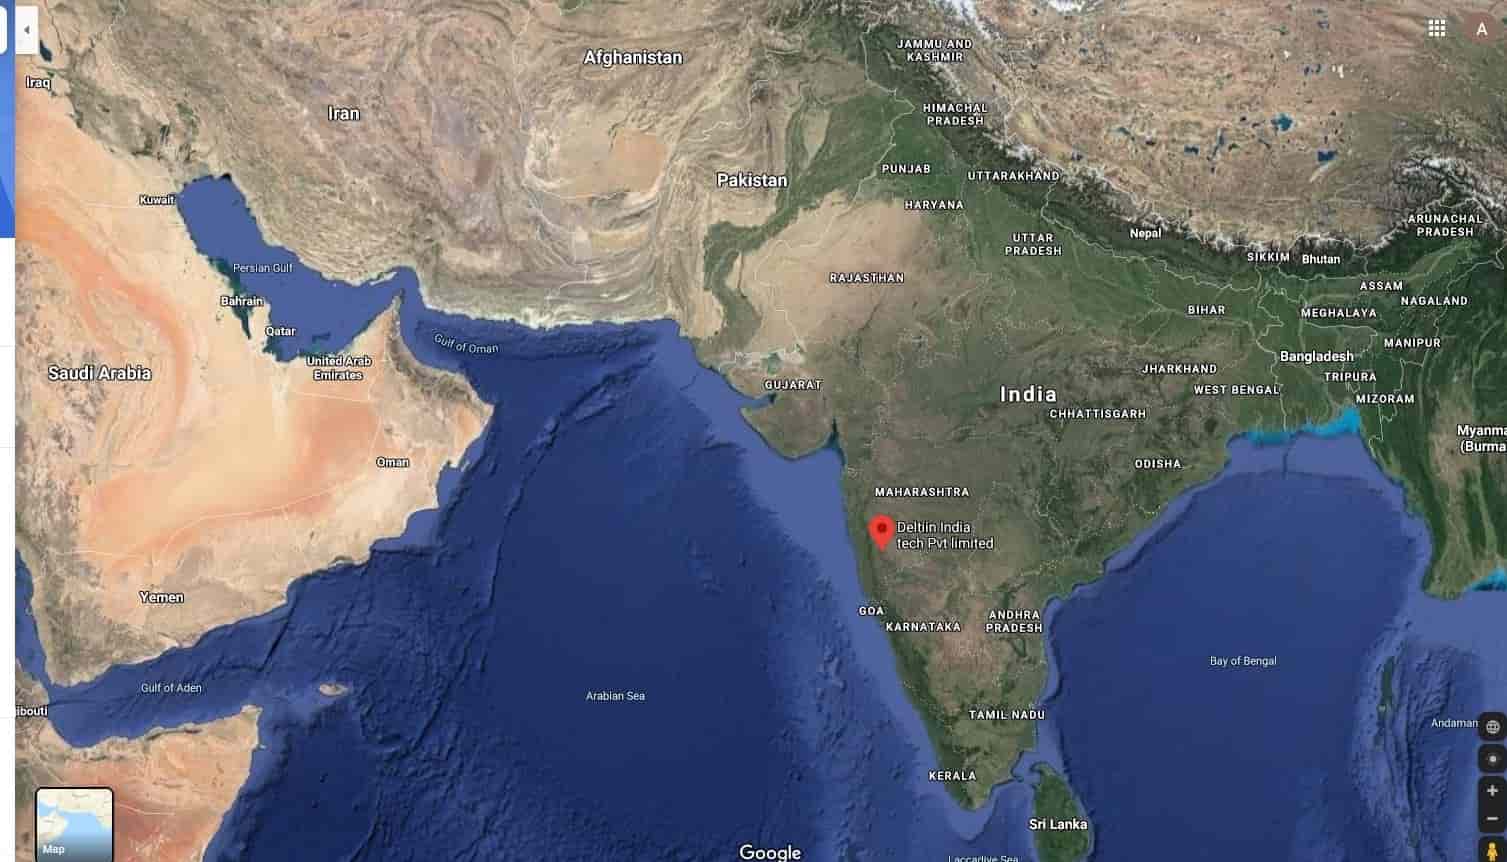 A
JAMMU AND
KASHMIR
Afghanistan
Iraq
Iran
HIMACHAL
PRADESH
PUNJAB
UTTARAKHAND
Pakistan
Kuwait
HARYANA
ARUNACHAL
PRADESH
Nepal
UTTAR
PRADESH
SIKKIM
Bhutan
Persian Gulf
RAJASTHAN
ASSAM
Bahrain
NAGALAND
BIHAR
MEGHALAYA
Qatar
Gulf of Oman
MANIPUR
Bangladesh
United Arab
Emirates
Saudi Arabia
JHARKHAND
TRIPURA
GUJARAT
India
WEST BENGAL
MIZORAM
CHHATTISGARH
Myanma
(Burma
Oman
ODISHA
MAHARASHTRA
Deltiin India
tech Pvt limited
Yemen
GOA
KARNATAKA
ANDHRA
PRADESH
Bay of Bengal
Gulf of Aden
Arabian Sea
jibouti
TAMIL NADU
Andaman
KERALA
Sri Lanka
Map
Google
Laccadive Sea